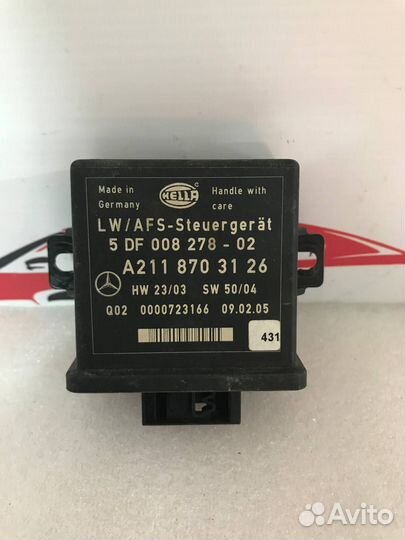 Made in
Germany
HELLA
Handle with
care
LW/AFS-Steuergerät
5 DF 008 278 - 02
A211 870 31 26
HW 23/03 SW 50/04
Q02 0000723166 09.02.05
431
Avito